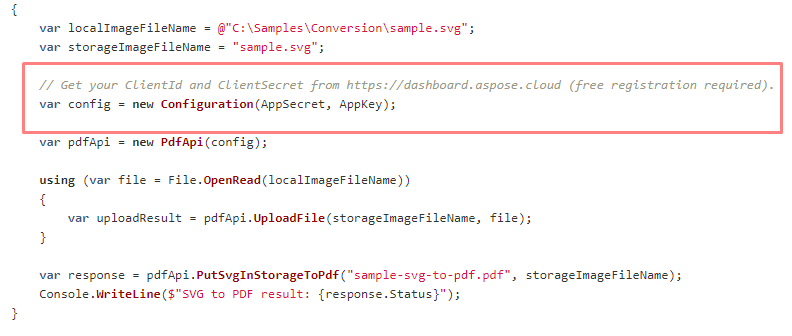 {
var localImageFileName = @"C:\Samples\Conversion\sample.svg";
var storageImageFileName = "sample.svg";
// Get your ClientId and ClientSecret from https://dashboard.aspose.cloud (free registration required).
var config = new Configuration(AppSecret, AppKey);
var pdfApi = new PdfApi(config);
using (var file = File.OpenRead(localImageFileName))
{
var uploadResult = pdfApi.UploadFile(storageImageFileName, file);
}
var response = pdfApi.PutSvgInStorageToPdf("sample-svg-to-pdf.pdf", storageImageFileName);
Console.WriteLine($"SVG to PDF result: {response.Status}");
}